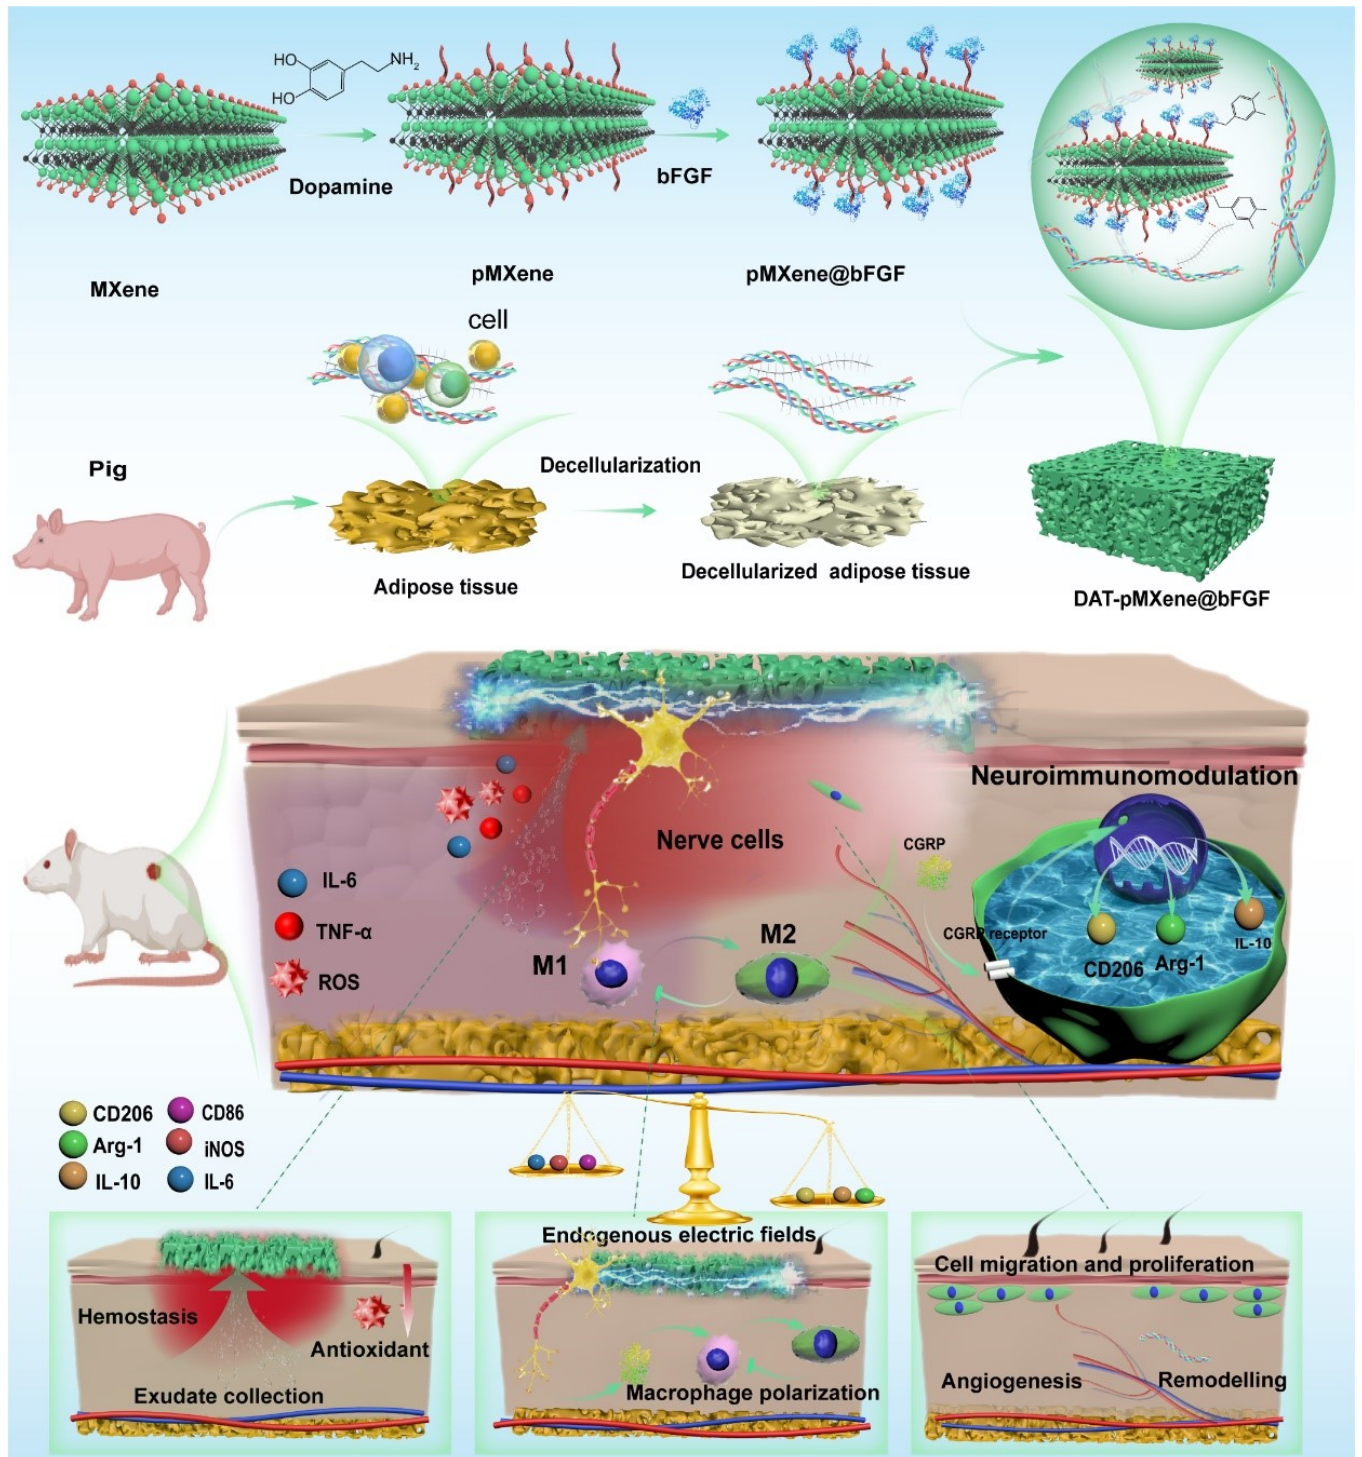 HO
NH2
HO
Dopamine
bFGF
MXene
pMXene
pMXene@bFGF
cell
Pig
Decellularization
Adipose tissue
Decellularized adipose tissue
DAT-pMXene@bFGF
Neuroimmunomodulation
Nerve cells
CGRP
IL-6
TNF-α
ROS
M1
M2
CGRP receptor
CD206
Arg-1
IL-10
CD206
CD86
Arg-1
iNOS
IL-10
IL-6
Hemostasis
Antioxidant
Exudate collection
Endogenous electric fields
Macrophage polarization
Cell migration and proliferation
Angiogenesis
Remodelling